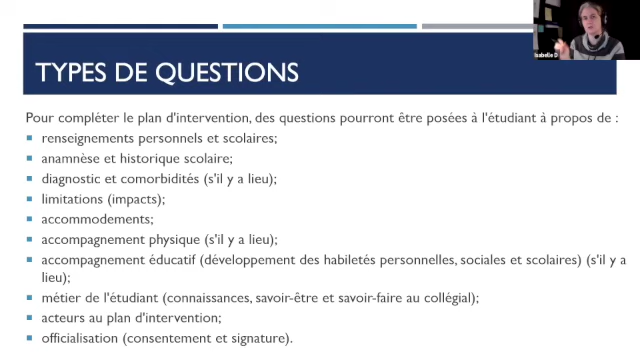 Isabelle D
TYPES DE QUESTIONS
Pour compléter le plan d'intervention, des questions pourront être posées à l'étudiant à propos de :
renseignements personnels et scolaires;
anamnèse et historique scolaire;
diagnostic et comorbidités (s'il y a lieu);
limitations (impacts);
accommodements;
accompagnement physique (s'il y a lieu);
accompagnement éducatif (développement des habiletés personnelles, sociales et scolaires) (s'il y a
lieu);
métier de l'étudiant (connaissances, savoir-être et savoir-faire au collégial);
acteurs au plan d'intervention;
officialisation (consentement et signature).